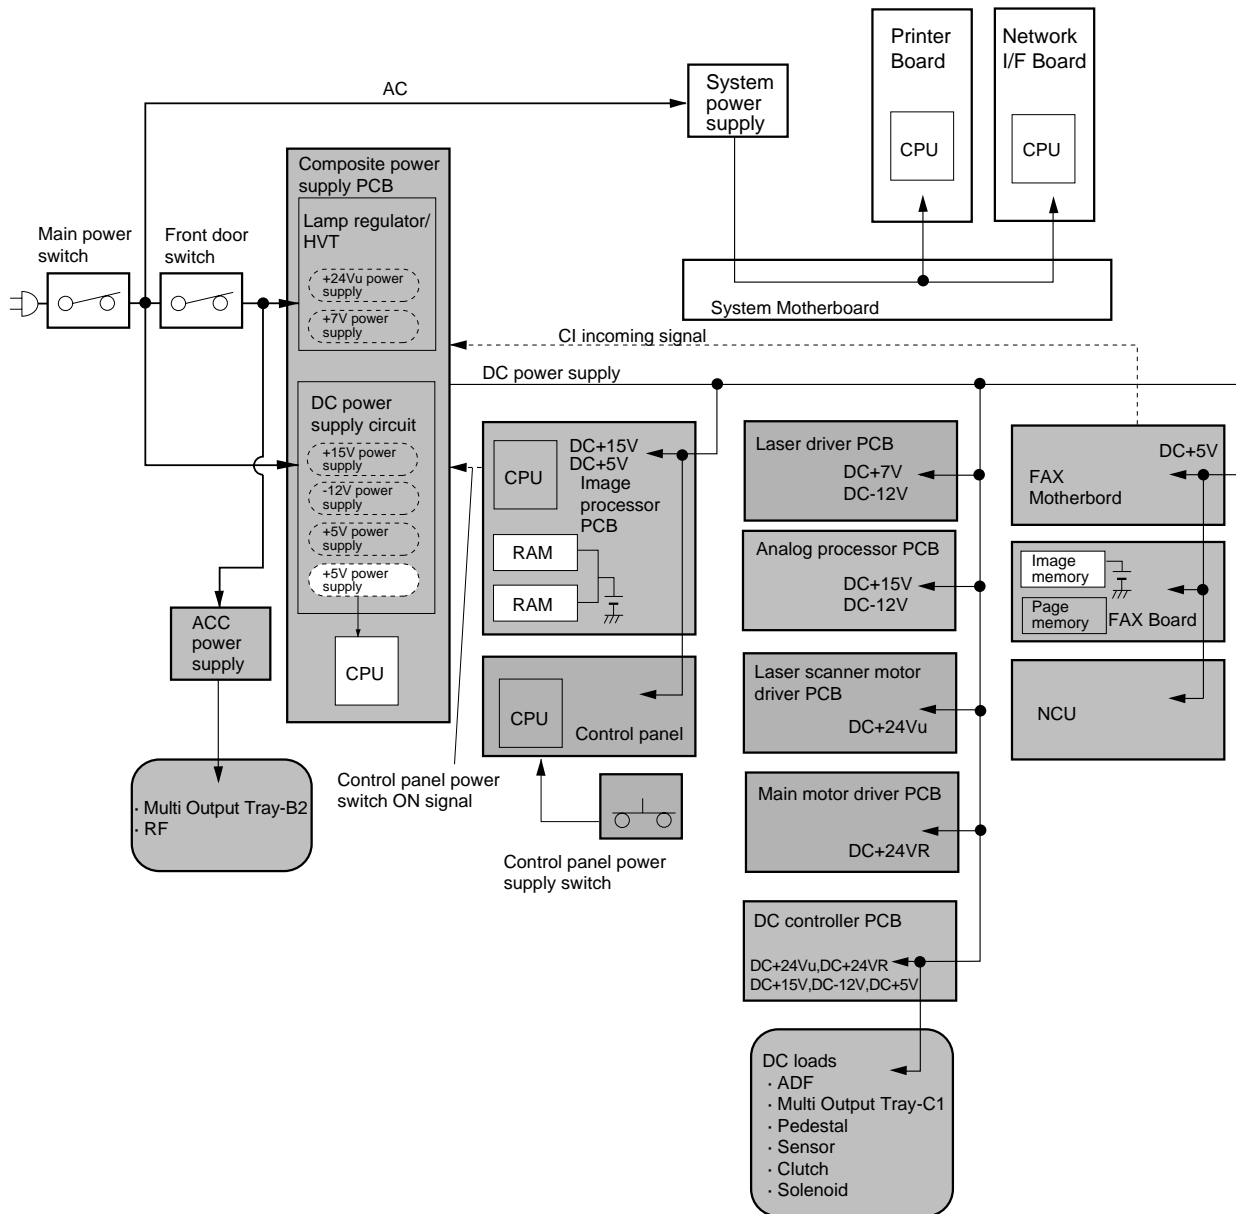 Printer
Board
CPU
Network
I/F Board
CPU
System
power
supply
AC
Composite power
supply PCB
Lamp regulator/
HVT
+24Vu power
supply
+7V power
supply
Main power
switch
Front door
switch
System Motherboard
CI incoming signal
DC power supply
DC power
supply circuit
+15V power
supply
-12V power
supply
+5V power
supply
+5V power
supply
CPU
CPU
DC+15V
DC+5V
Image
processor
PCB
RAM
RAM
Laser driver PCB
DC+7V
DC-12V
DC+5V
FAX
Motherbord
Analog processor PCB
DC+15V
DC-12V
Image
memory
Page
memory
FAX Board
ACC
power
supply
CPU
Control panel
Laser scanner motor
driver PCB
DC+24Vu
NCU
Control panel power
switch ON signal
· Multi Output Tray-B2
· RF
Main motor driver PCB
DC+24VR
Control panel power
supply switch
DC controller PCB
DC+24Vu,DC+24VR
DC+15V,DC-12V,DC+5V
DC loads
· ADF
· Multi Output Tray-C1
· Pedestal
· Sensor
· Clutch
· Solenoid